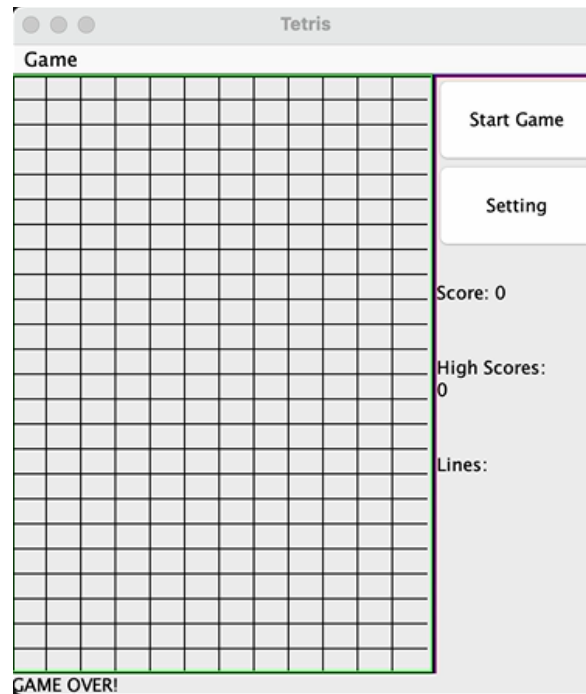 Tetris
Game
Start Game
Setting
Score: 0
High Scores:
0
Lines:
GAME OVER!